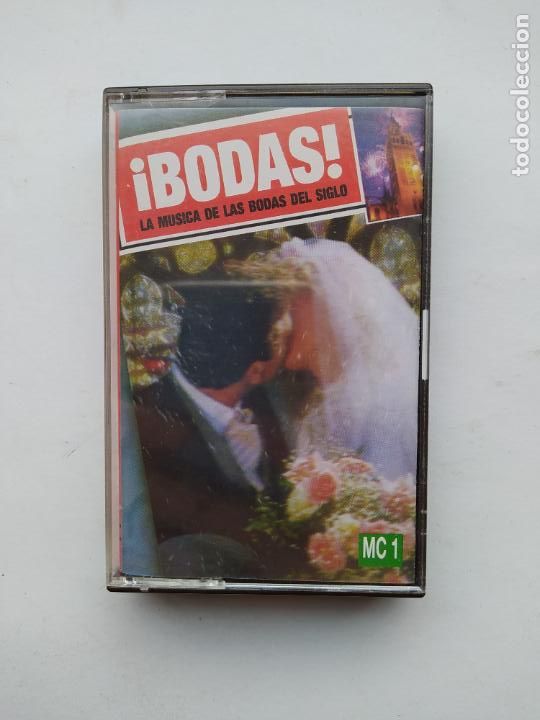 ¡BODAS!
LA MUSICA DE LAS BODAS DEL SIGLO
MC 1
todocoleccion